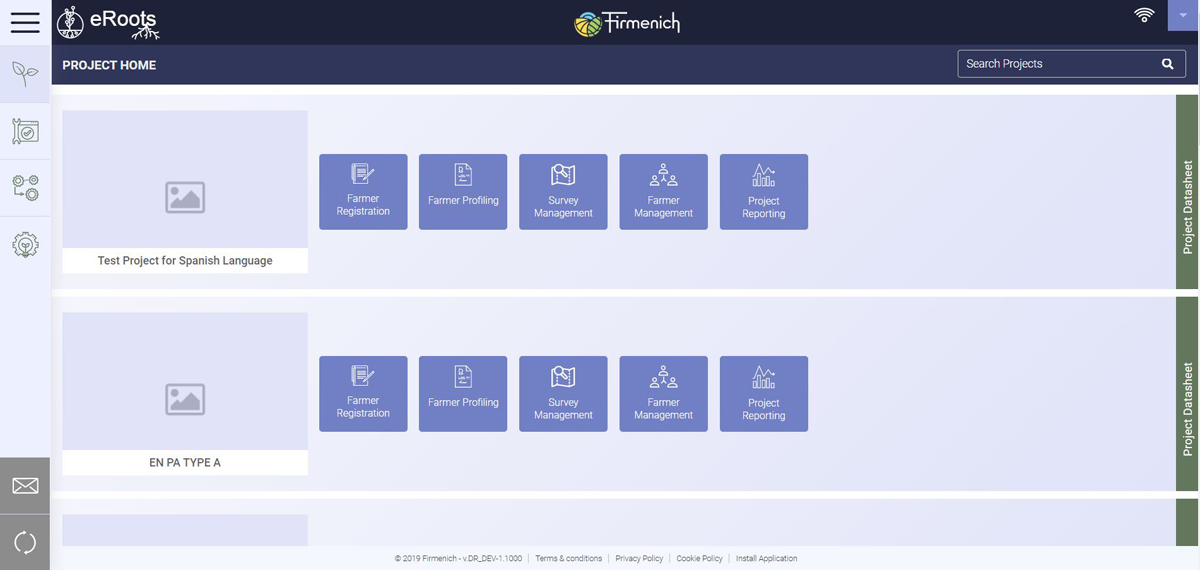 eRoots
Firmenich
PROJECT HOME
Search Projects
Farmer
Registration
Farmer Profiling
Survey
Management
Farmer
Management
Project
Reporting
Test Project for Spanish Language
Project Datasheet
Farmer
Registration
Farmer Profiling
Survey
Management
Farmer
Management
Project
Reporting
EN PA TYPE A
Project Datasheet
© 2019 Firmenich - v.DR_DEV-1.1000 | Terms & conditions | Privacy Policy | Cookie Policy | Install Application